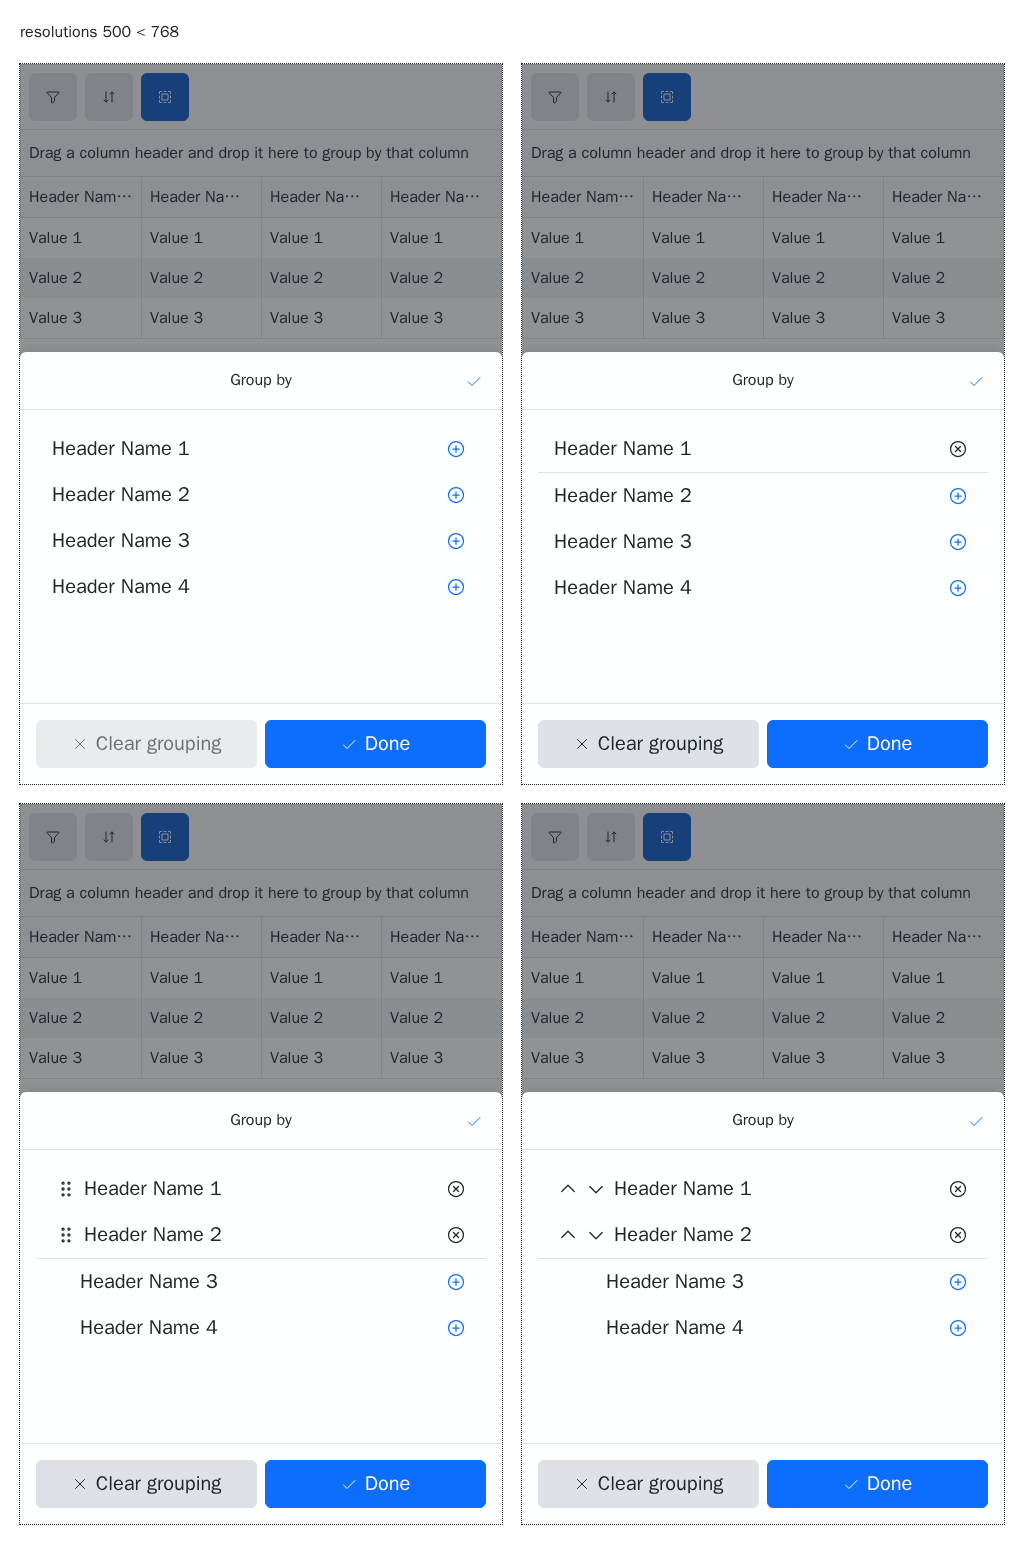 resolutions 500 < 768
Drag a column header and drop it here to group by that column
Header Nam··· Header Na··· Header Na··· Header Na···
Value 1 Value 1 Value 1 Value 1
Value 2 Value 2 Value 2 Value 2
Value 3 Value 3 Value 3 Value 3
Group by
Header Name 1
Header Name 2
Header Name 3
Header Name 4
Clear grouping Done
Drag a column header and drop it here to group by that column
Header Nam··· Header Na··· Header Na··· Header Na···
Value 1 Value 1 Value 1 Value 1
Value 2 Value 2 Value 2 Value 2
Value 3 Value 3 Value 3 Value 3
Group by
Header Name 1
Header Name 2
Header Name 3
Header Name 4
Clear grouping Done
Drag a column header and drop it here to group by that column
Header Nam··· Header Na··· Header Na··· Header Na···
Value 1 Value 1 Value 1 Value 1
Value 2 Value 2 Value 2 Value 2
Value 3 Value 3 Value 3 Value 3
Group by
Header Name 1
Header Name 2
Header Name 3
Header Name 4
Clear grouping Done
Drag a column header and drop it here to group by that column
Header Nam··· Header Na··· Header Na··· Header Na···
Value 1 Value 1 Value 1 Value 1
Value 2 Value 2 Value 2 Value 2
Value 3 Value 3 Value 3 Value 3
Group by
Header Name 1
Header Name 2
Header Name 3
Header Name 4
Clear grouping Done